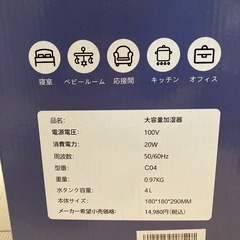 寝室 ベビールーム 応接間 キッチン オフィス
品名: 大容量加湿器
電源電圧: 100V
消費電力: 20W
周波数: 50/60Hz
型式: C04
重量: 0.97KG
水タンク容量: 4L
本体サイズ: 180*180*290MM
メーカー希望小売価格: 14,980円(税込)